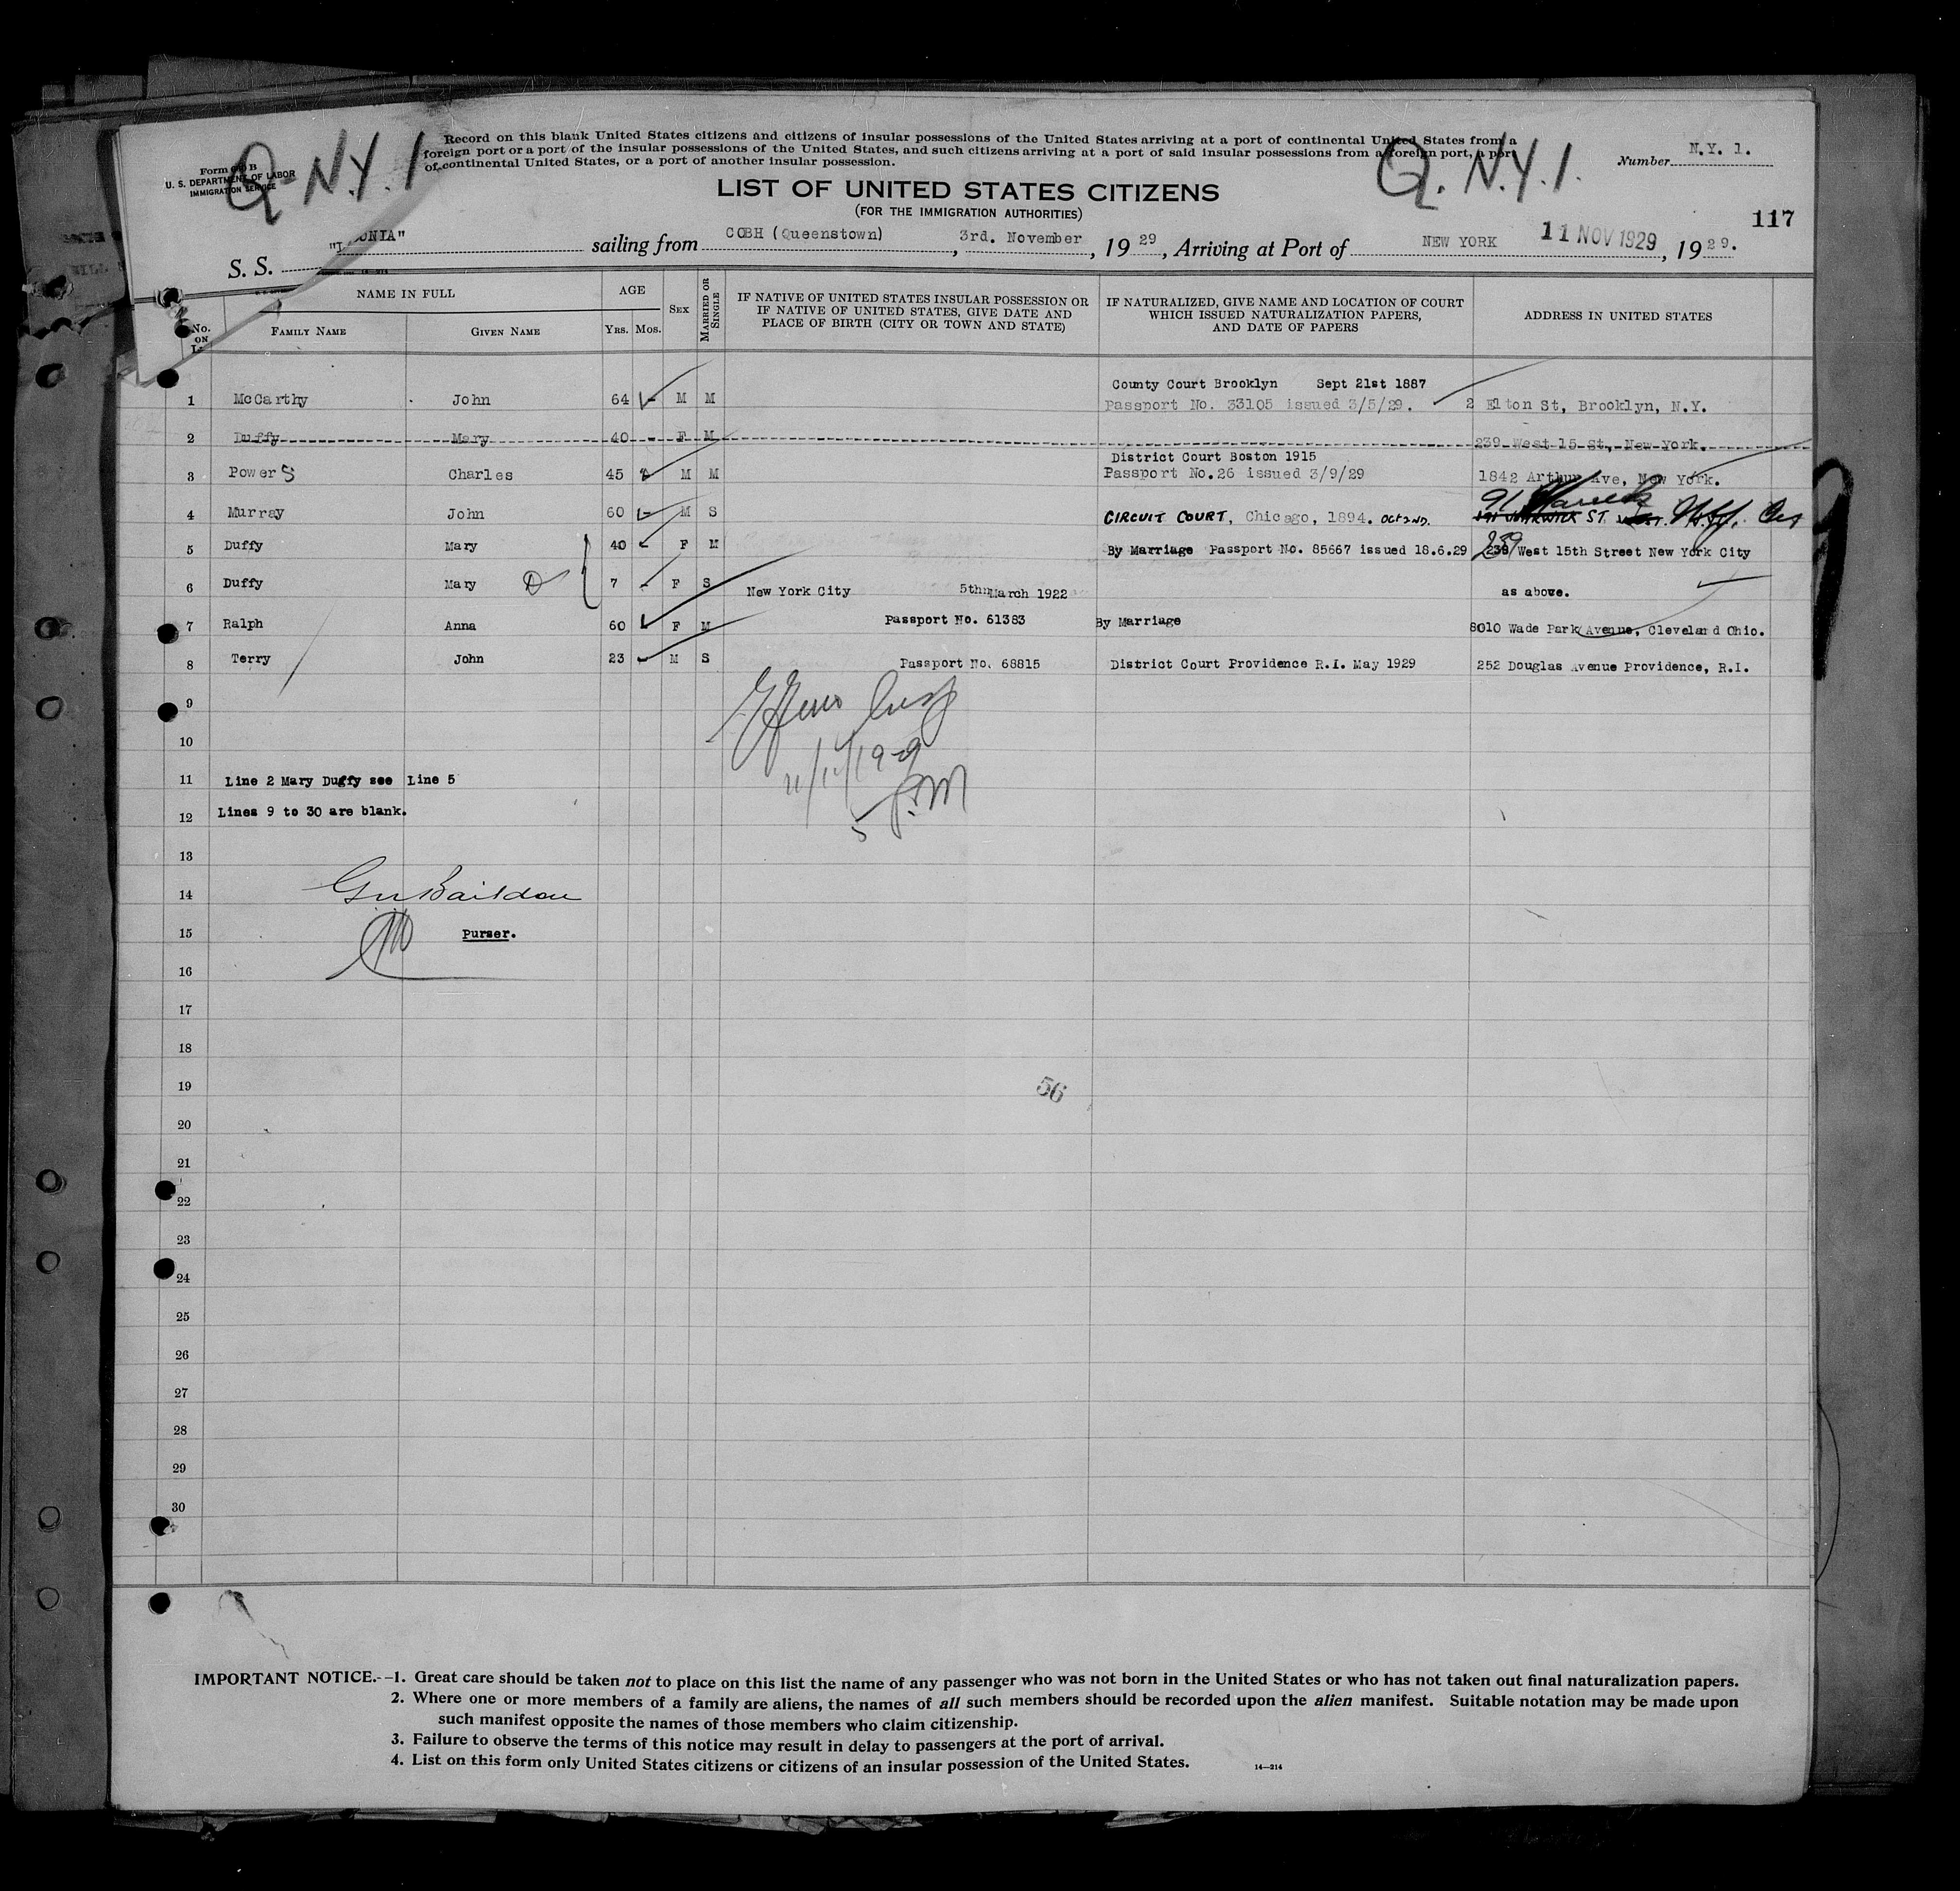 Q. N.Y. 1
Q. N.Y. 1.
Record on this blank United States citizens and citizens of insular possessions of the United States arriving at a port of continental United States from a
foreign port or a port of the insular possessions of the United States, and such citizens arriving at a port of said insular possessions from a foreign port, a port
of continental United States, or a port of another insular possession.
Form B
U. S. DEPARTMENT OF LABOR
IMMIGRATION SERVICE
Number N.Y. 1.
LIST OF UNITED STATES CITIZENS
(FOR THE IMMIGRATION AUTHORITIES)
117
S. S. sailing from COBH (Queenstown), 3rd. November, 1929, Arriving at Port of NEW YORK 11 NOV 1929, 1929.
No. ON NAME IN FULL AGE SEX MARRIED OR SINGLE IF NATIVE OF UNITED STATES INSULAR POSSESSION OR IF NATIVE OF UNITED STATES, GIVE DATE AND PLACE OF BIRTH (CITY OR TOWN AND STATE) IF NATURALIZED, GIVE NAME AND LOCATION OF COURT WHICH ISSUED NATURALIZATION PAPERS, AND DATE OF PAPERS ADDRESS IN UNITED STATES
FAMILY NAME GIVEN NAME YRS. MOS.
County Court Brooklyn Sept 21st 1887
1 McCarthy John 64 - M M Passport No. 33105 issued 3/5/29. 2 Elton St, Brooklyn, N.Y.
2 Duffy Mary 40 - F M 239 West 15 St, New York.
District Court Boston 1915
3 PowerS Charles 45 M M Passport No.26 issued 3/9/29 1842 Arthur Ave, New York.
4 Murray John 60 - M S CIRCUIT COURT, Chicago, 1894. OCT 2ND. 91 ST.
5 Duffy Mary 40 F M By Marriage Passport No. 85667 issued 18.6.29 239 West 15th Street New York City
6 Duffy Mary 7 - F S New York City 5th March 1922 as above.
7 Ralph Anna 60 F M Passport No. 61383 By Marriage 8010 Wade Park Avenue, Cleveland Ohio.
8 Terry John 23 - M S Passport No. 68815 District Court Providence R.I. May 1929 252 Douglas Avenue Providence, R.I.
9
10
11 Line 2 Mary Duffy see Line 5
12 Lines 9 to 30 are blank.
5 P.M
13
14
15 Purser.
16
17
18
19
56
20
21
22
23
24
25
26
27
28
29
30
IMPORTANT NOTICE.--1. Great care should be taken not to place on this list the name of any passenger who was not born in the United States or who has not taken out final naturalization papers.
2. Where one or more members of a family are aliens, the names of all such members should be recorded upon the alien manifest. Suitable notation may be made upon
such manifest opposite the names of those members who claim citizenship.
3. Failure to observe the terms of this notice may result in delay to passengers at the port of arrival.
4. List on this form only United States citizens or citizens of an insular possession of the United States.
14—214